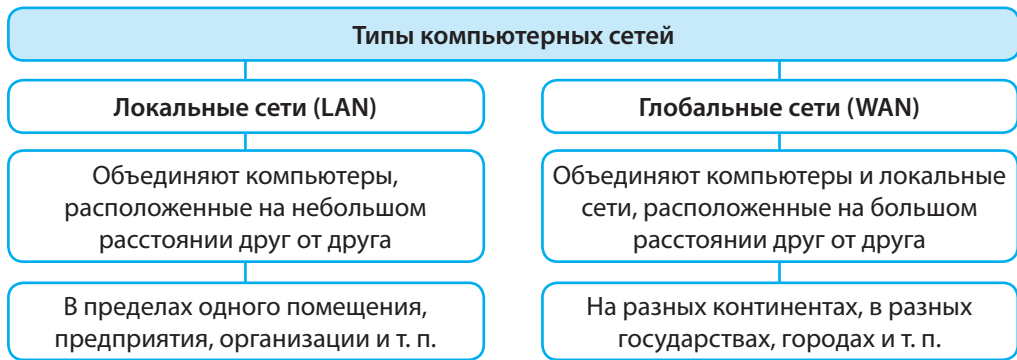 Типы компьютерных сетей
Локальные сети (LAN)
Объединяют компьютеры,
расположенные на небольшом
расстоянии друг от друга
В пределах одного помещения,
предприятия, организации и т. п.
Глобальные сети (WAN)
Объединяют компьютеры и локальные
сети, расположенные на большом
расстоянии друг от друга
На разных континентах, в разных
государствах, городах и т. п.